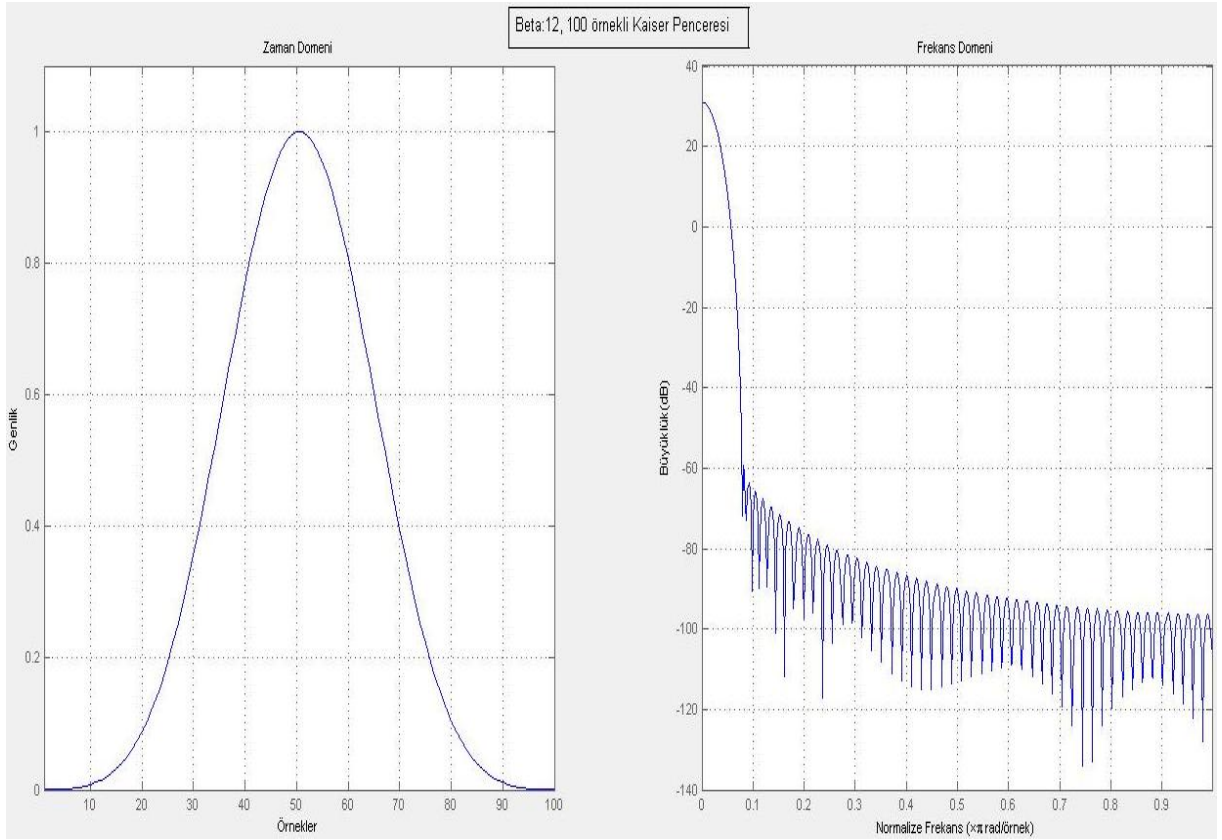 Beta:12, 100 örnekli Kaiser Penceresi
Zaman Domeni
Genlik
1
0.8
0.6
0.4
0.2
0
10 20 30 40 50 60 70 80 90 100
Örnekler
Frekans Domeni
Büyüklük(dB)
40
20
0
-20
-40
-60
-80
-100
-120
-140
0 0.1 0.2 0.3 0.4 0.5 0.6 0.7 0.8 0.9
Normalize Frekans (×π rad/örnek)